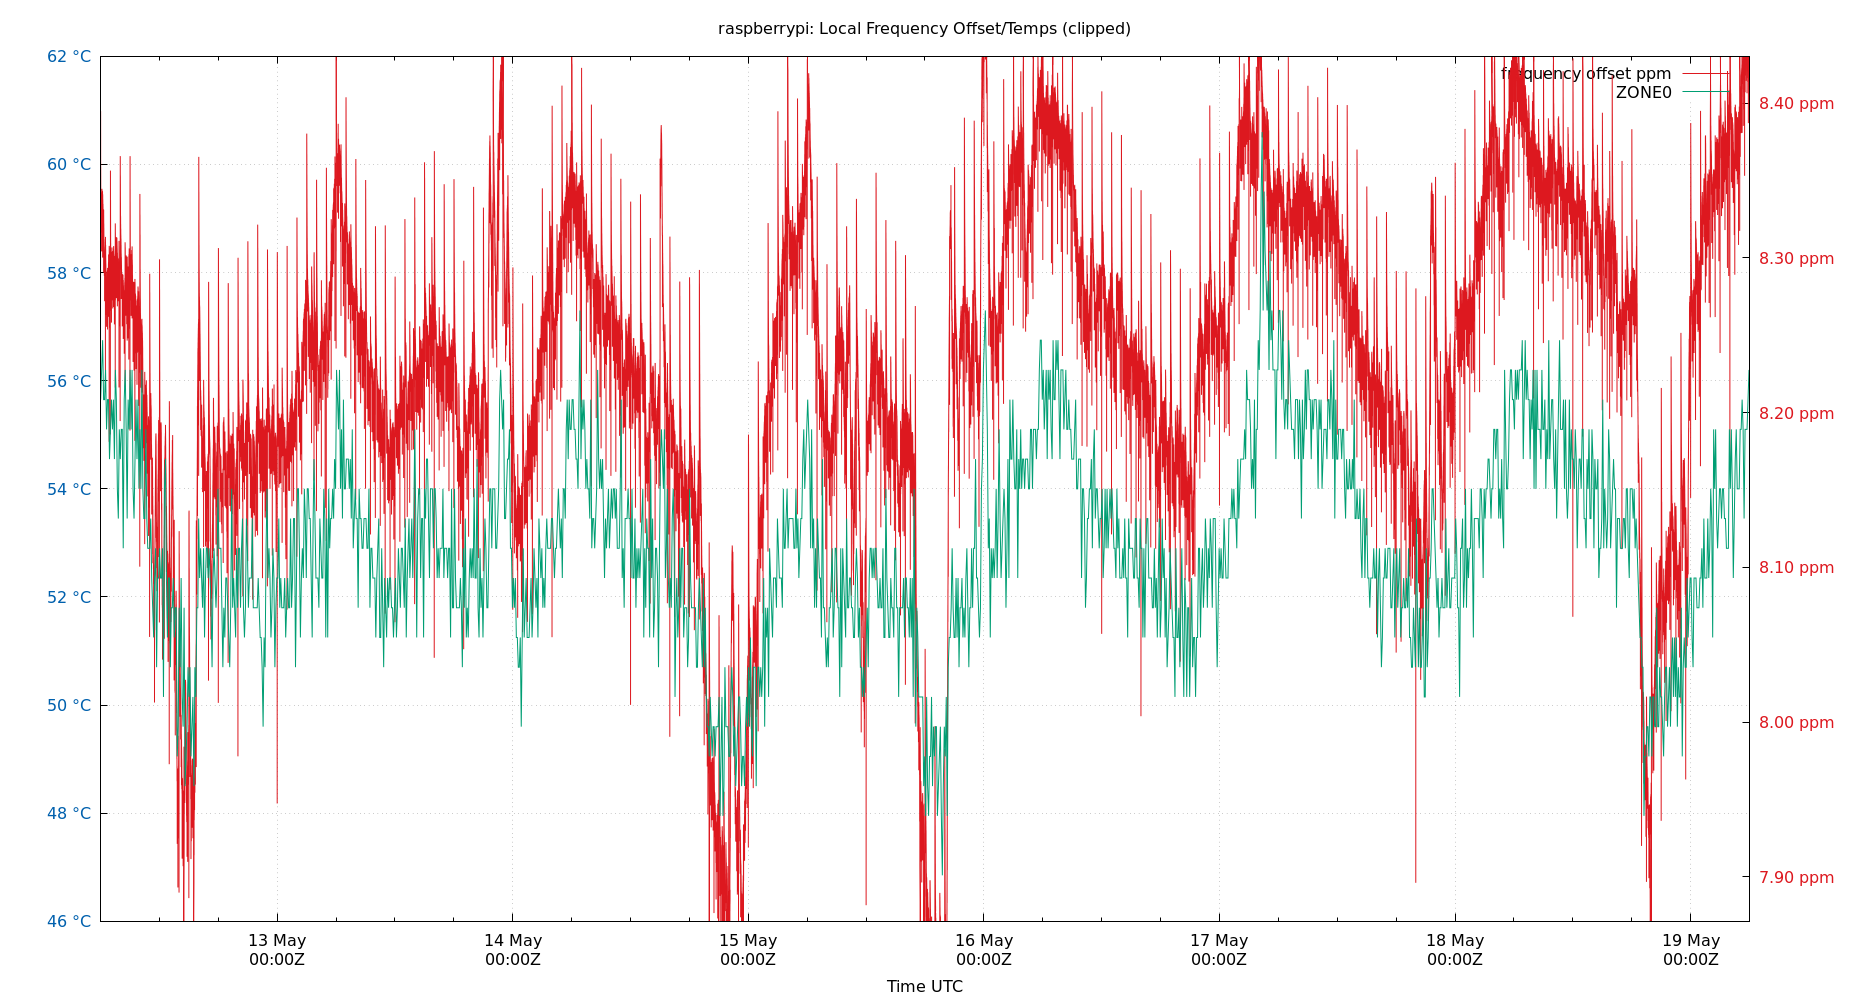 raspberrypi: Local Frequency Offset/Temps (clipped)
62 °C
60 °C
58 °C
56 °C
54 °C
52 °C
50 °C
48 °C
46 °C
frequency offset ppm
ZONE0
8.40 ppm
8.30 ppm
8.20 ppm
8.10 ppm
8.00 ppm
7.90 ppm
13 May 14 May 15 May 16 May 17 May 18 May 19 May
00:00Z 00:00Z 00:00Z 00:00Z 00:00Z 00:00Z 00:00Z
Time UTC